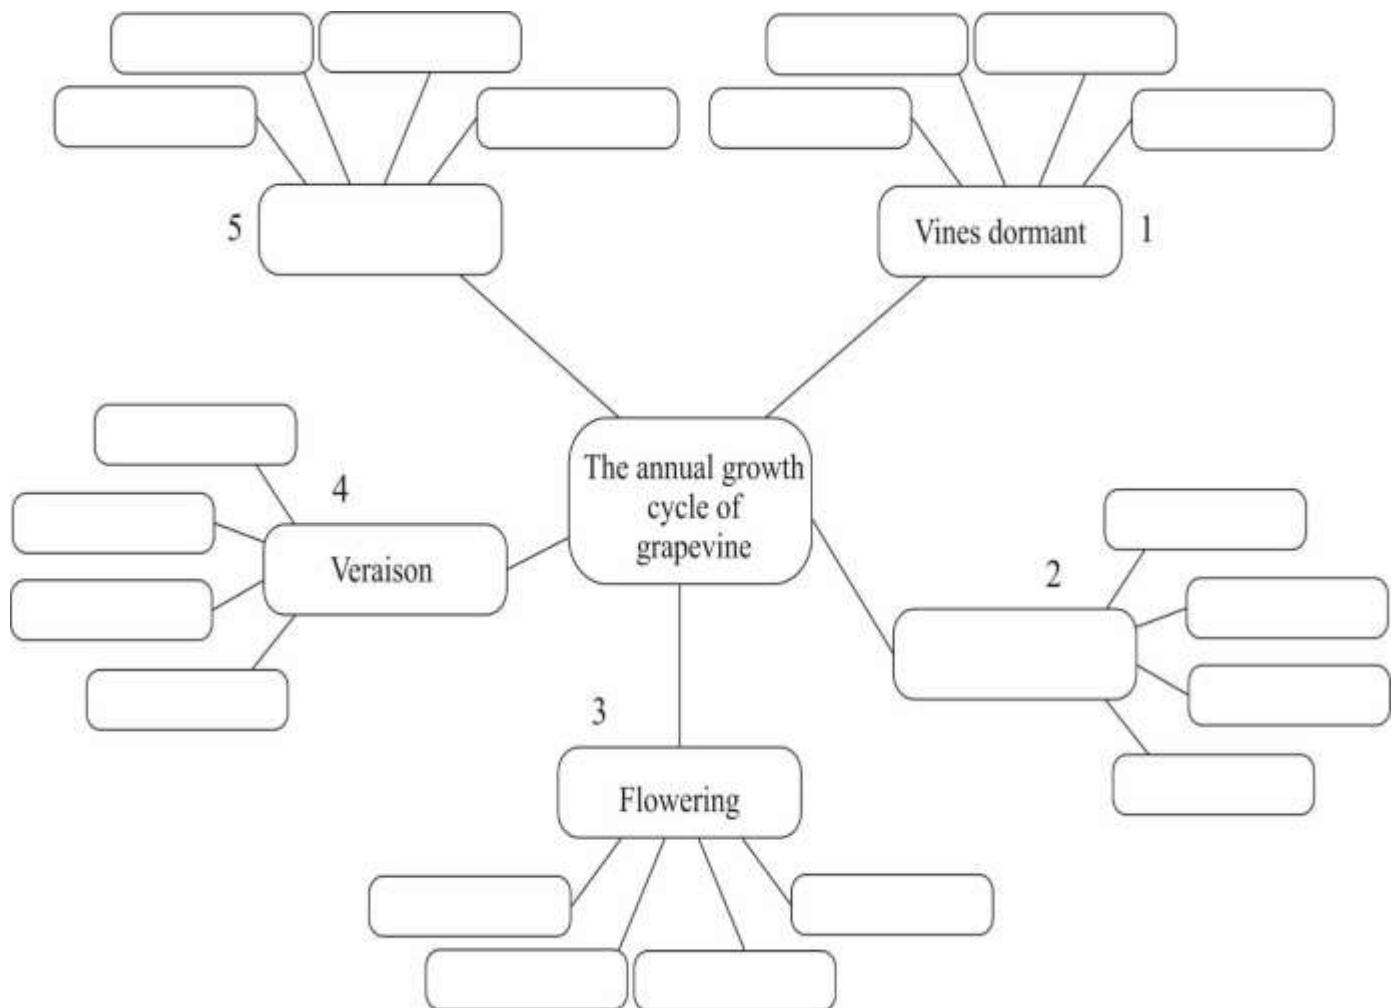 5
Vines dormant
1
The annual growth
cycle of
grapevine
4
Veraison
2
3
Flowering